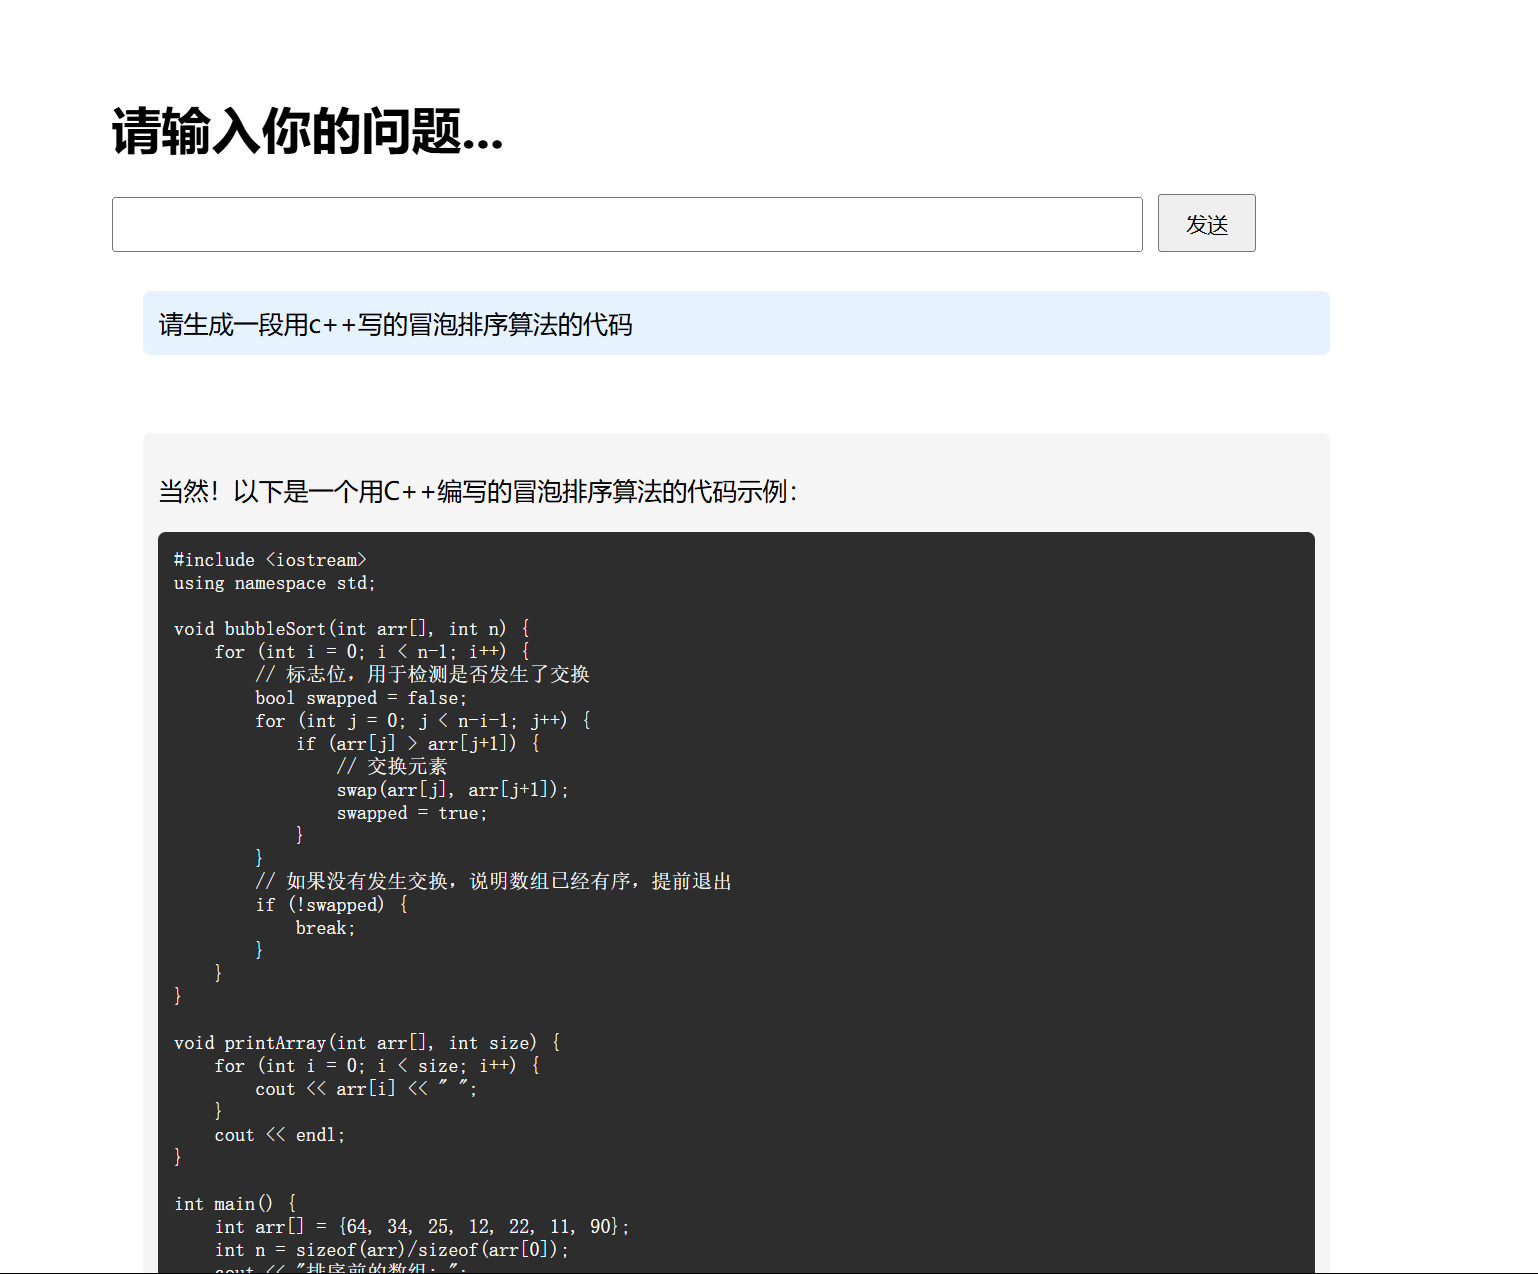 请输入你的问题...
发送
请生成一段用c++写的冒泡排序算法的代码
当然！以下是一个用C++编写的冒泡排序算法的代码示例：
#include <iostream>
using namespace std;
void bubbleSort(int arr[], int n) {
    for (int i = 0; i < n-1; i++) {
        // 标志位，用于检测是否发生了交换
        bool swapped = false;
        for (int j = 0; j < n-i-1; j++) {
            if (arr[j] > arr[j+1]) {
                // 交换元素
                swap(arr[j], arr[j+1]);
                swapped = true;
            }
        }
        // 如果没有发生交换，说明数组已经有序，提前退出
        if (!swapped) {
            break;
        }
    }
}
void printArray(int arr[], int size) {
    for (int i = 0; i < size; i++) {
        cout << arr[i] << " ";
    }
    cout << endl;
}
int main() {
    int arr[] = {64, 34, 25, 12, 22, 11, 90};
    int n = sizeof(arr)/sizeof(arr[0]);
    cout << "排序前的数组: ";